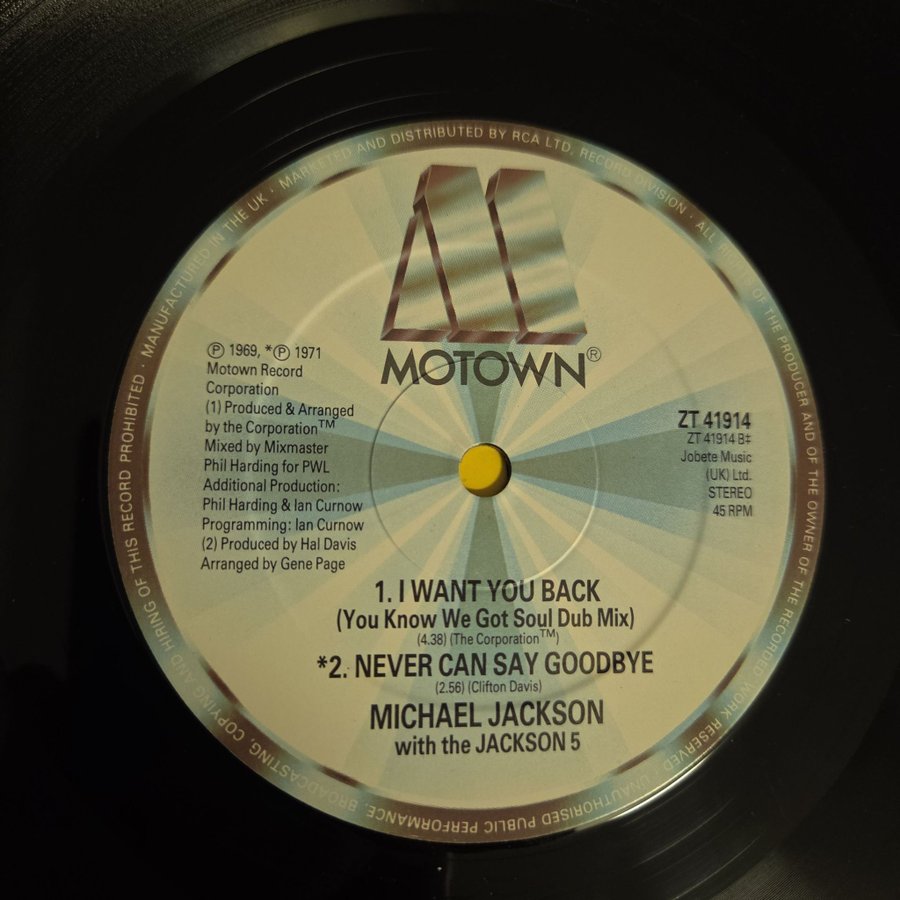 MANUFACTURED IN THE UK · MARKETED AND DISTRIBUTED BY RCA LTD. RECORD DIVISION · ALL RIGHTS OF THE PRODUCER AND OF THE OWNER OF THE RECORDED WORK RESERVED · UNAUTHORISED PUBLIC PERFORMANCE, BROADCASTING, COPYING AND HIRING OF THIS RECORD PROHIBITED ·
M
MOTOWN®
℗ 1969, *℗ 1971
Motown Record
Corporation
(1) Produced & Arranged
by the Corporation™
Mixed by Mixmaster
Phil Harding for PWL
Additional Production:
Phil Harding & Ian Curnow
Programming: Ian Curnow
(2) Produced by Hal Davis
Arranged by Gene Page
ZT 41914
ZT 41914 B‡
Jobete Music
(UK) Ltd.
STEREO
45 RPM
1. I WANT YOU BACK
(You Know We Got Soul Dub Mix)
(4.38) (The Corporation™)
*2. NEVER CAN SAY GOODBYE
(2.56) (Clifton Davis)
MICHAEL JACKSON
with the JACKSON 5